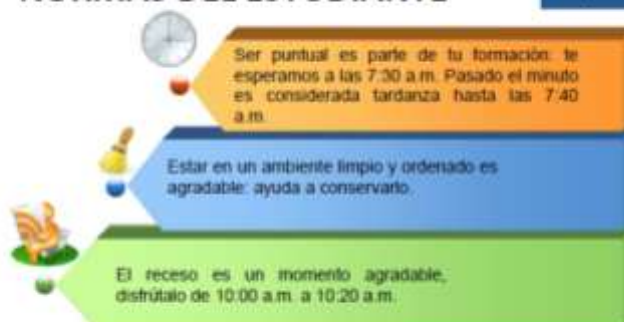 Ser puntual es parte de tu formación: te
esperamos a las 7:30 a.m. Pasado el minuto
es considerada tardanza hasta las 7:40
a.m.
Estar en un ambiente limpio y ordenado es
agradable: ayuda a conservarlo.
El receso es un momento agradable,
disfrútalo de 10:00 a.m. a 10:20 a.m.